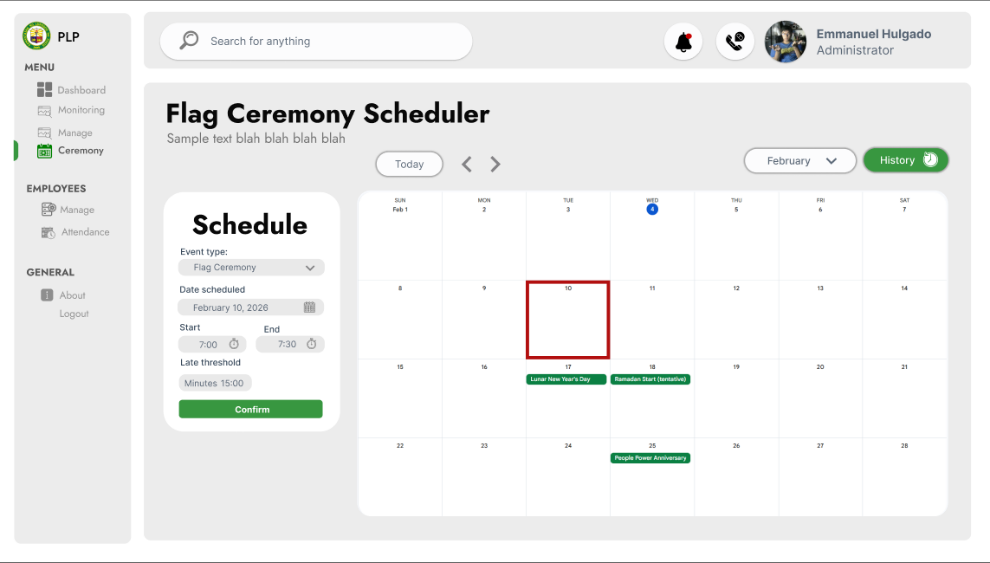 PLP
MENU
Dashboard
Monitoring
Manage
Ceremony
EMPLOYEES
Manage
Attendance
GENERAL
About
Logout
Search for anything
Emmanuel Hulgado
Administrator
Flag Ceremony Scheduler
Sample text blah blah blah blah
Today
February
History
Schedule
Event type:
Flag Ceremony
Date scheduled
February 10, 2026
Start End
7:00 7:30
Late threshold
Minutes 15:00
Confirm
SUN MON TUE WED THU FRI SAT
Feb 1 2 3 4 5 6 7
8 9 10 11 12 13 14
15 16 17 18 19 20 21
Lunar New Year's Day Ramadan Start (tentative)
22 23 24 25 26 27 28
People Power Anniversary